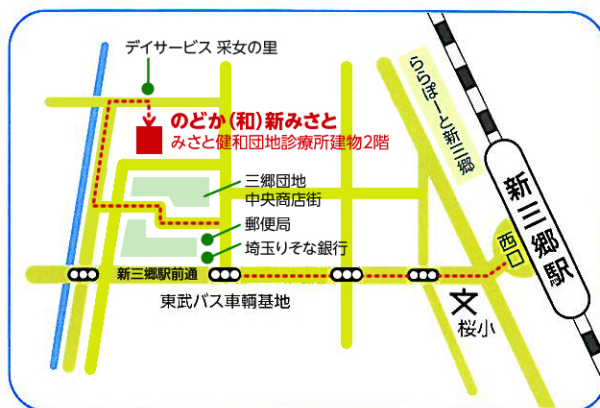 デイサービス 采女の里
のどか(和)新みさと
みさと健和団地診療所建物2階
ららぽーと新三郷
三郷団地
中央商店街
郵便局
埼玉りそな銀行
新三郷駅
西口
新三郷駅前通
東武バス車輌基地
桜小